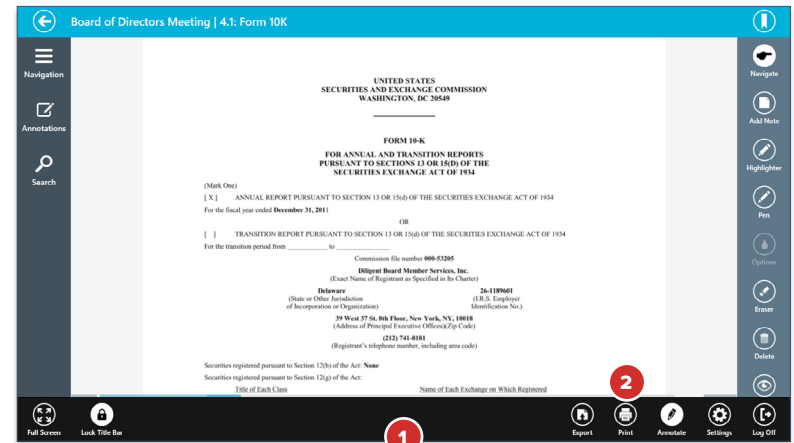 Board of Directors Meeting | 4.1: Form 10K
Navigation
Annotations
Search
UNITED STATES
SECURITIES AND EXCHANGE COMMISSION
WASHINGTON, DC 20549
FORM 10-K
FOR ANNUAL AND TRANSITION REPORTS
PURSUANT TO SECTIONS 13 OR 15(D) OF THE
SECURITIES EXCHANGE ACT OF 1934
(Mark One)
[ X ] ANNUAL REPORT PURSUANT TO SECTION 13 OR 15(d) OF THE SECURITIES EXCHANGE ACT OF 1934
For the fiscal year ended December 31, 2011
OR
[ ] TRANSITION REPORT PURSUANT TO SECTION 13 OR 15(d) OF THE SECURITIES EXCHANGE ACT OF 1934
For the transition period from ____________ to ________________
Commission file number 000-53205
Diligent Board Member Services, Inc.
(Exact Name of Registrant as Specified in Its Charter)
Delaware 26-1189601
(State or Other Jurisdiction (I.R.S. Employer
of Incorporation or Organization) Identification No.)
39 West 37 St. 8th Floor, New York, NY, 10018
(Address of Principal Executive Offices)(Zip Code)
(212) 741-8181
(Registrant's telephone number, including area code)
Securities registered pursuant to Section 12(b) of the Act: None
Securities registered pursuant to Section 12(g) of the Act:
Title of Each Class Name of Each Exchange on Which Registered
Navigate
Add Note
Highlighter
Pen
Options
Eraser
Delete
2
1
Full Screen
Lock Title Bar
Export
Print
Annotate
Settings
Log Off